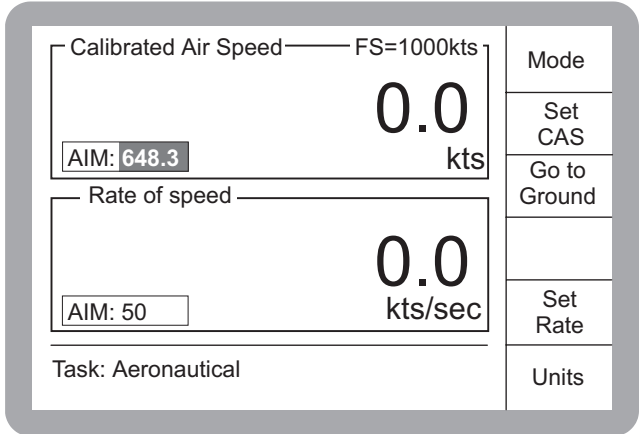 Calibrated Air Speed FS=1000kts
0.0
AIM: 648.3
kts
Rate of speed
0.0
AIM: 50
kts/sec
Task: Aeronautical
Mode
Set
CAS
Go to
Ground
Set
Rate
Units